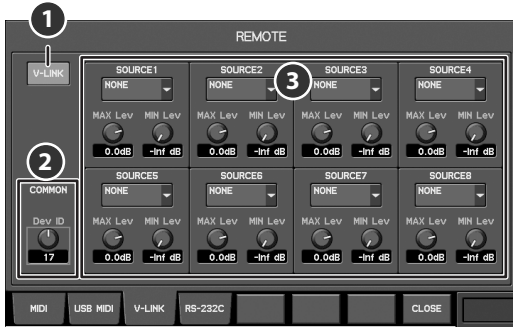 1
REMOTE
V-LINK
SOURCE1 SOURCE2 3 SOURCE3 SOURCE4
NONE NONE NONE NONE
MAX Lev MIN Lev MAX Lev MIN Lev MAX Lev MIN Lev MAX Lev MIN Lev
0.0dB -Inf dB 0.0dB -Inf dB 0.0dB -Inf dB 0.0dB -Inf dB
2
COMMON
Dev ID
17
SOURCE5 SOURCE6 SOURCE7 SOURCE8
NONE NONE NONE NONE
MAX Lev MIN Lev MAX Lev MIN Lev MAX Lev MIN Lev MAX Lev MIN Lev
0.0dB -Inf dB 0.0dB -Inf dB 0.0dB -Inf dB 0.0dB -Inf dB
MIDI USB MIDI V-LINK RS-232C CLOSE